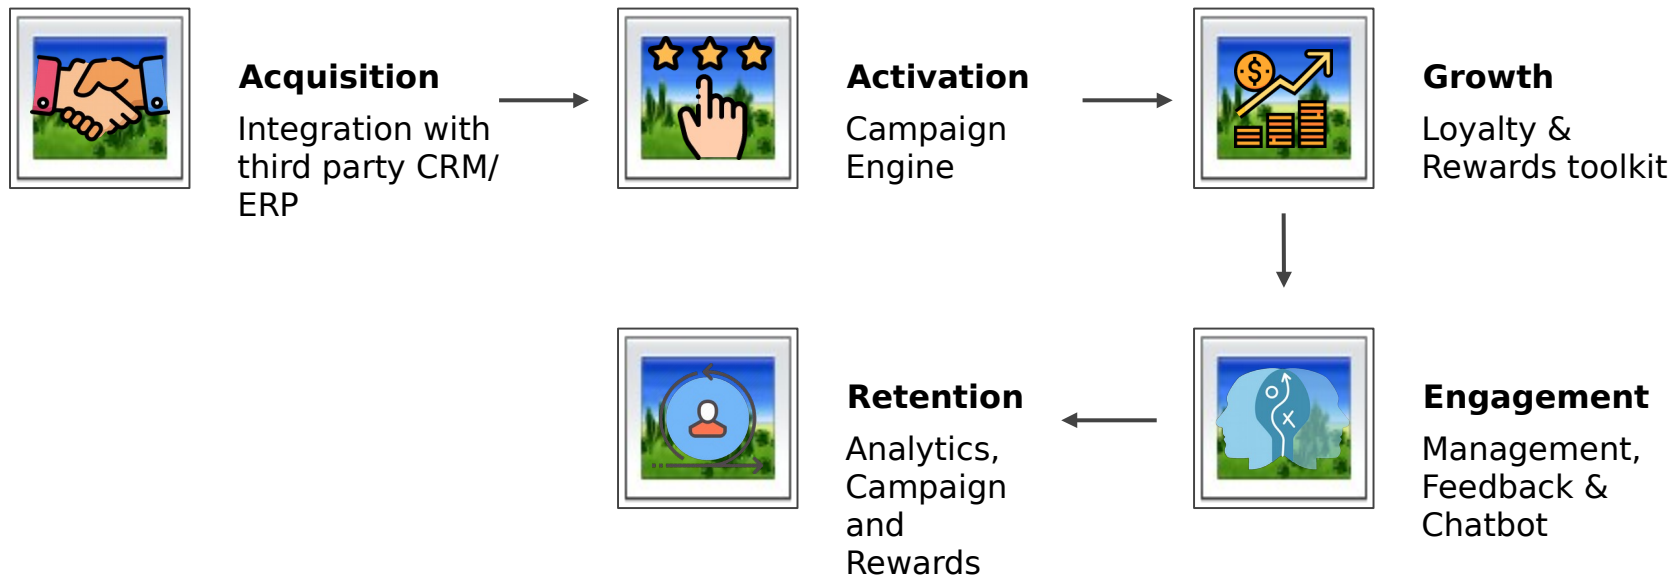 Acquisition
Integration with
third party CRM/
ERP
Activation
Campaign
Engine
Growth
Loyalty &
Rewards toolkit
Engagement
Management,
Feedback &
Chatbot
Retention
Analytics,
Campaign
and
Rewards